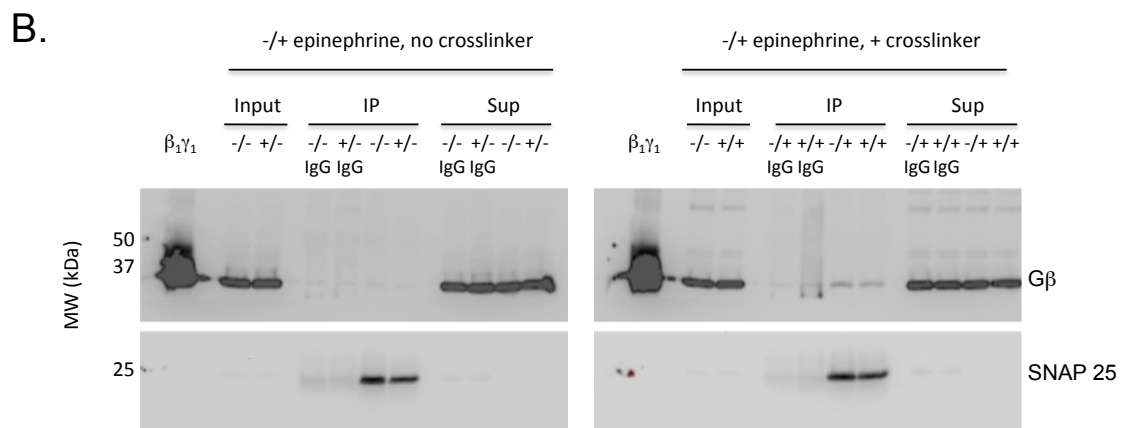 B.
-/+ epinephrine, no crosslinker
-/+ epinephrine, + crosslinker
Input IP Sup
Input IP Sup
β₁γ₁ -/- +/- -/- +/- -/- +/- -/- +/- -/- +/-
IgG IgG IgG IgG
β₁γ₁ -/- +/+ -/+ +/+ -/+ +/+ -/+ +/+ -/+ +/+
IgG IgG IgG IgG
MW (kDa)
50
37
25
Gβ
SNAP 25